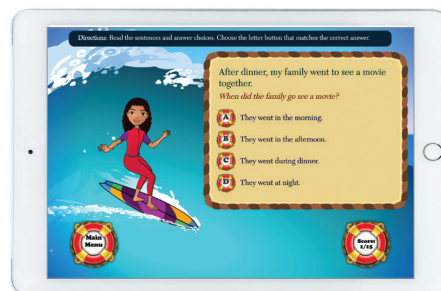 Directions: Read the sentences and answer choices. Choose the letter button that matches the correct answer.
After dinner, my family went to see a movie
together.
When did the family go see a movie?
A They went in the morning.
B They went in the afternoon.
C They went during dinner.
D They went at night.
Main
Menu
Score:
1/15